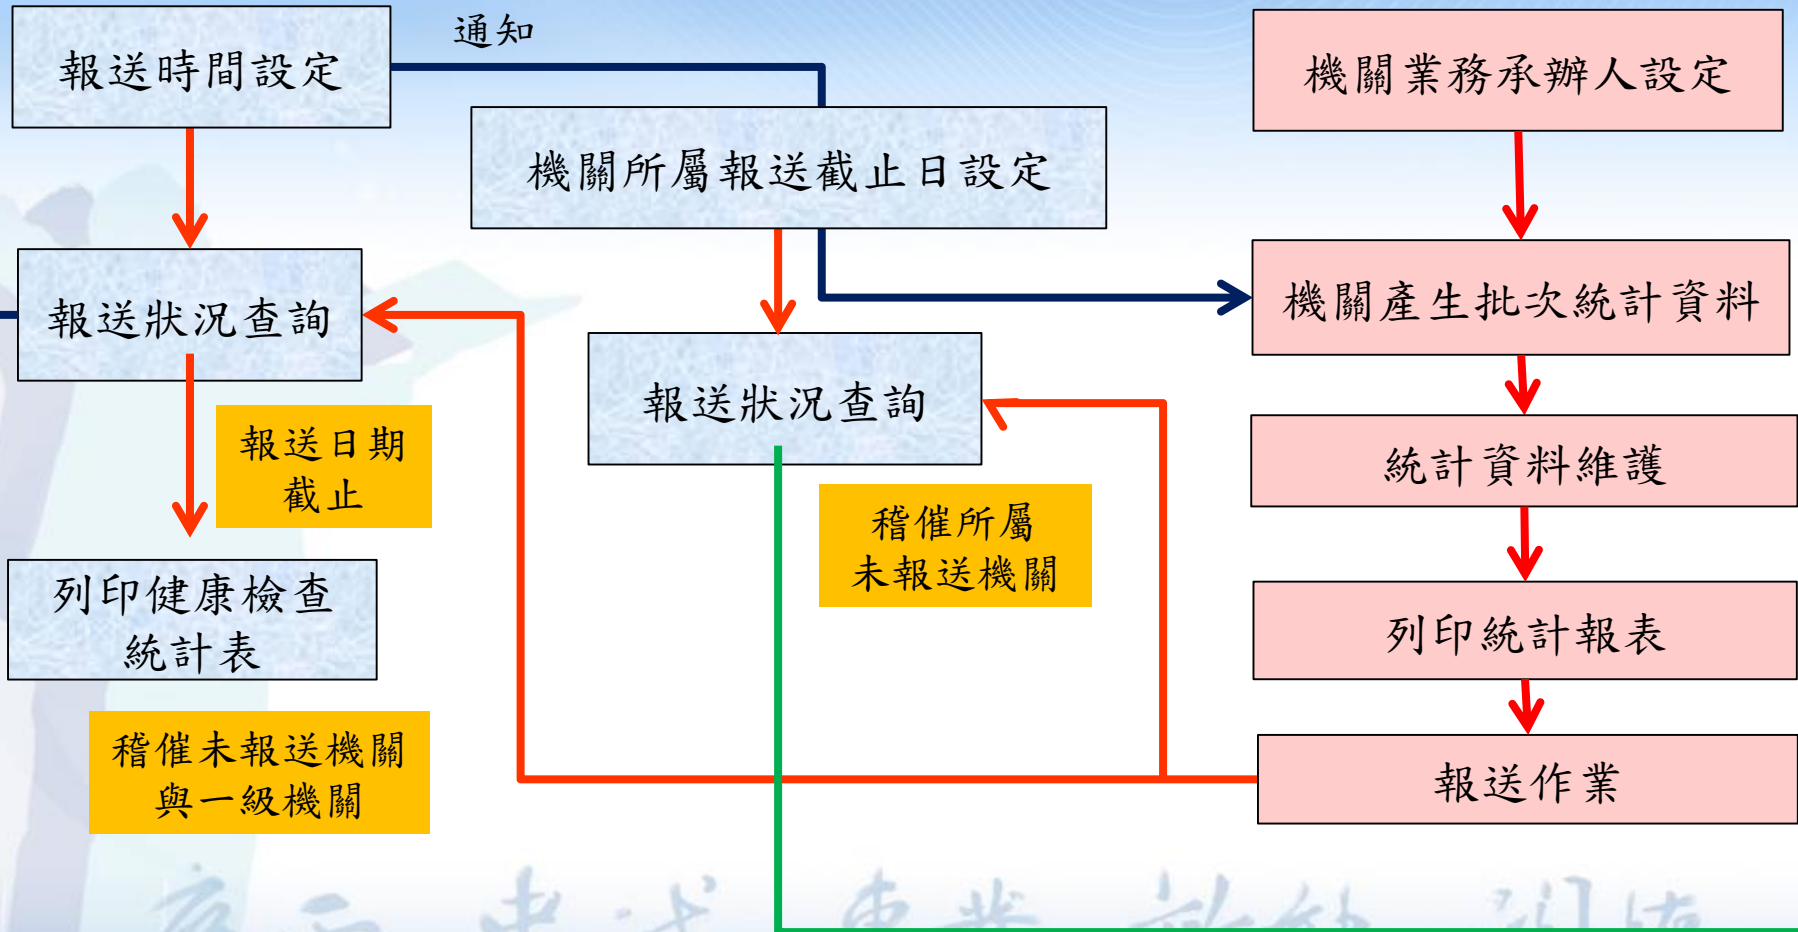 報送時間設定
通知
機關業務承辦人設定
機關所屬報送截止日設定
報送狀況查詢
機關產生批次統計資料
報送狀況查詢
報送日期
截止
統計資料維護
稽催所屬
未報送機關
列印健康檢查
統計表
列印統計報表
稽催未報送機關
與一級機關
報送作業